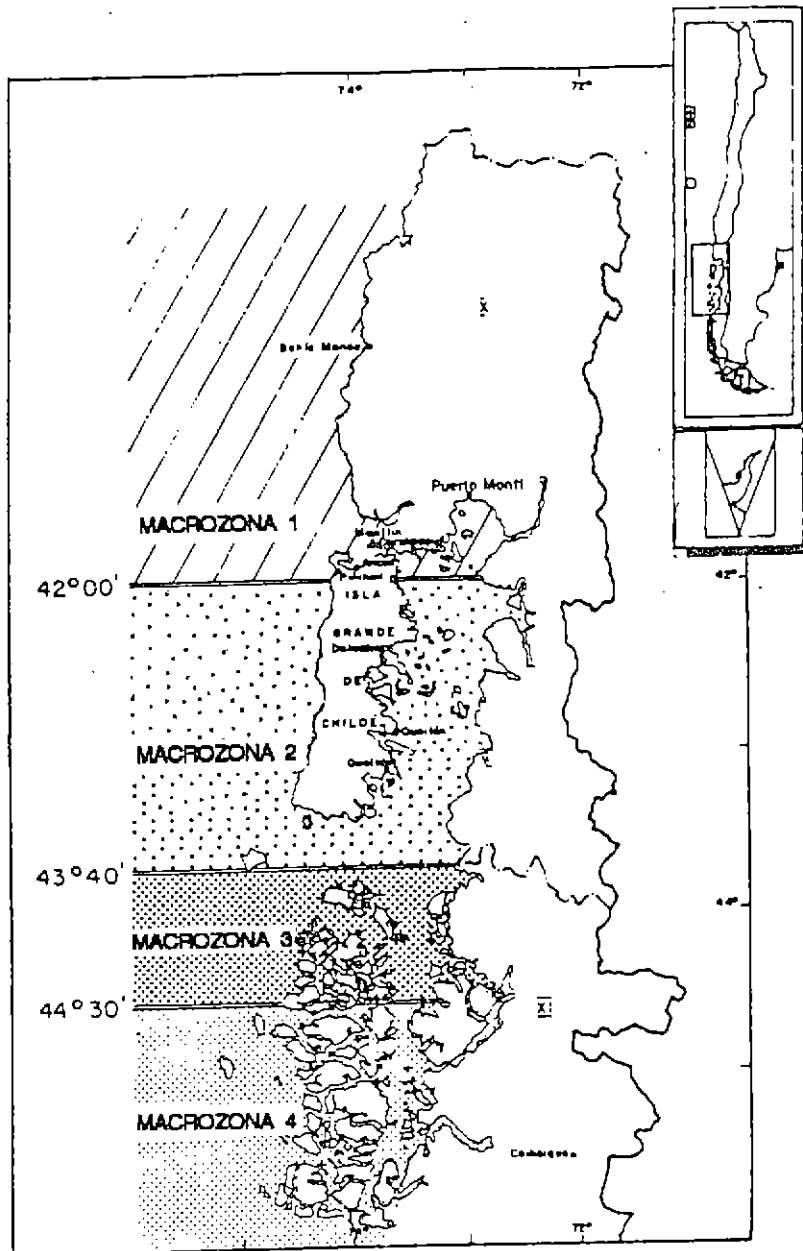 74° 72°
X
Bahia Mansa
Puerto Montt
MACROZONA 1
Maullin
42°00' 42°
ISLA
GRANDE
DE
CHILOE
MACROZONA 2
43°40'
44°
MACROZONA 3
44°30'
XI
MACROZONA 4
72°